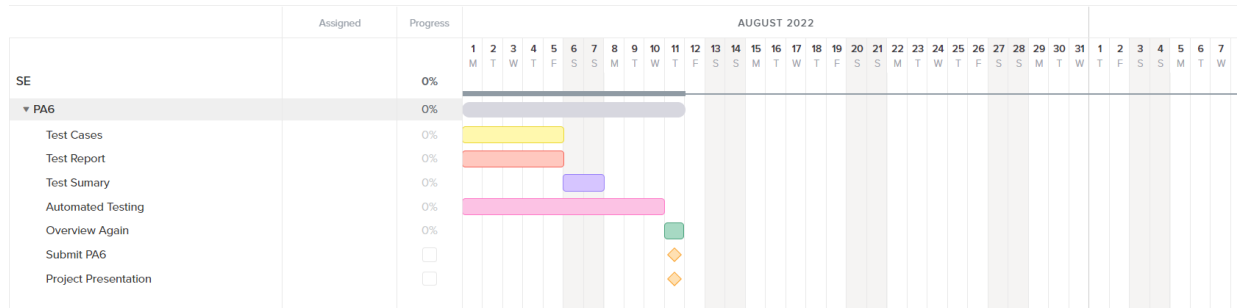 Assigned Progress AUGUST 2022
1 2 3 4 5 6 7 8 9 10 11 12 13 14 15 16 17 18 19 20 21 22 23 24 25 26 27 28 29 30 31 1 2 3 4 5 6 7
M T W T F S S M T W T F S S M T W T F S S M T W T F S S M T W T F S S M T W
SE 0%
PA6 0%
Test Cases 0%
Test Report 0%
Test Sumary 0%
Automated Testing 0%
Overview Again 0%
Submit PA6
Project Presentation